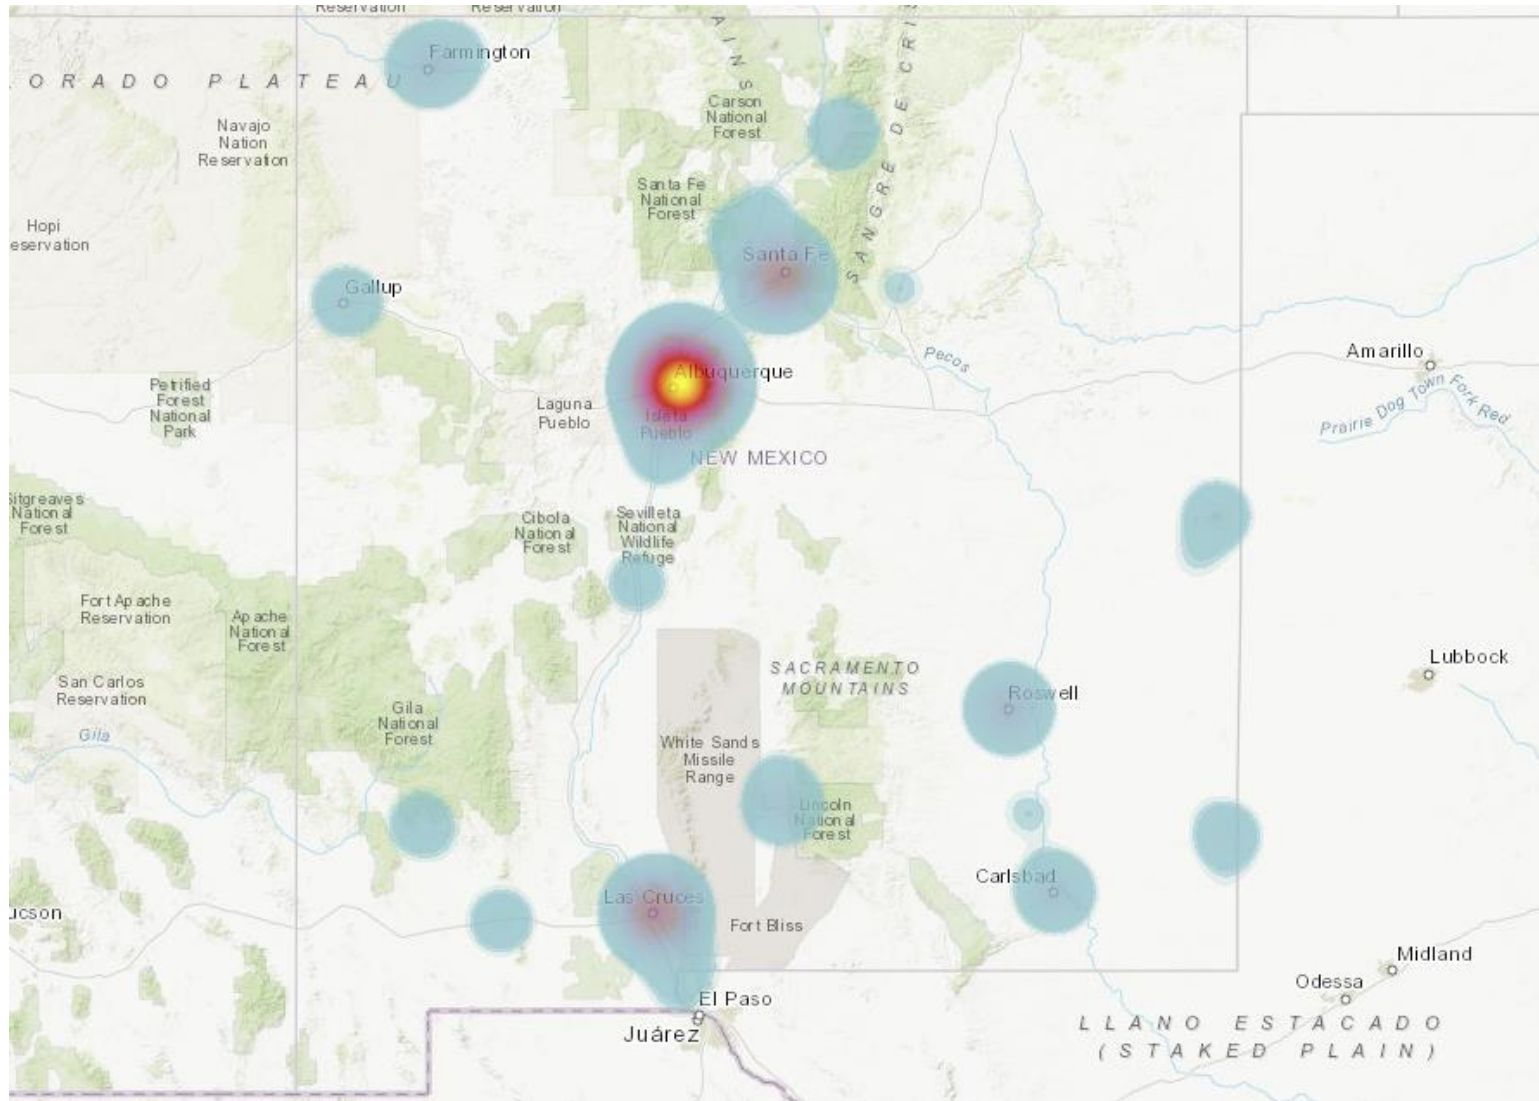 Reservation
Reservation
Farmington
ORADO PLATEAU
AINS
SANGRE DE CRIS
Carson
National
Forest
Navajo
Nation
Reservation
Santa Fe
National
Forest
Hopi
eservation
Santa Fe
Gallup
Pecos
Amarillo
Albuquerque
Petrified
Forest
National
Park
Laguna
Pueblo
Isleta
Pueblo
Prairie Dog Town Fork Red
NEW MEXICO
Sitgreaves
National
Forest
Cibola
National
Forest
Sevilleta
National
Wildlife
Refuge
Fort Apache
Reservation
Apache
National
Forest
Lubbock
SACRAMENTO
MOUNTAINS
San Carlos
Reservation
Roswell
Gila
National
Forest
Gila
White Sands
Missile
Range
Lincoln
National
Forest
Carlsbad
Las Cruces
ucson
Fort Bliss
Midland
Odessa
El Paso
Juárez
LLANO ESTACADO
(STAKED PLAIN)